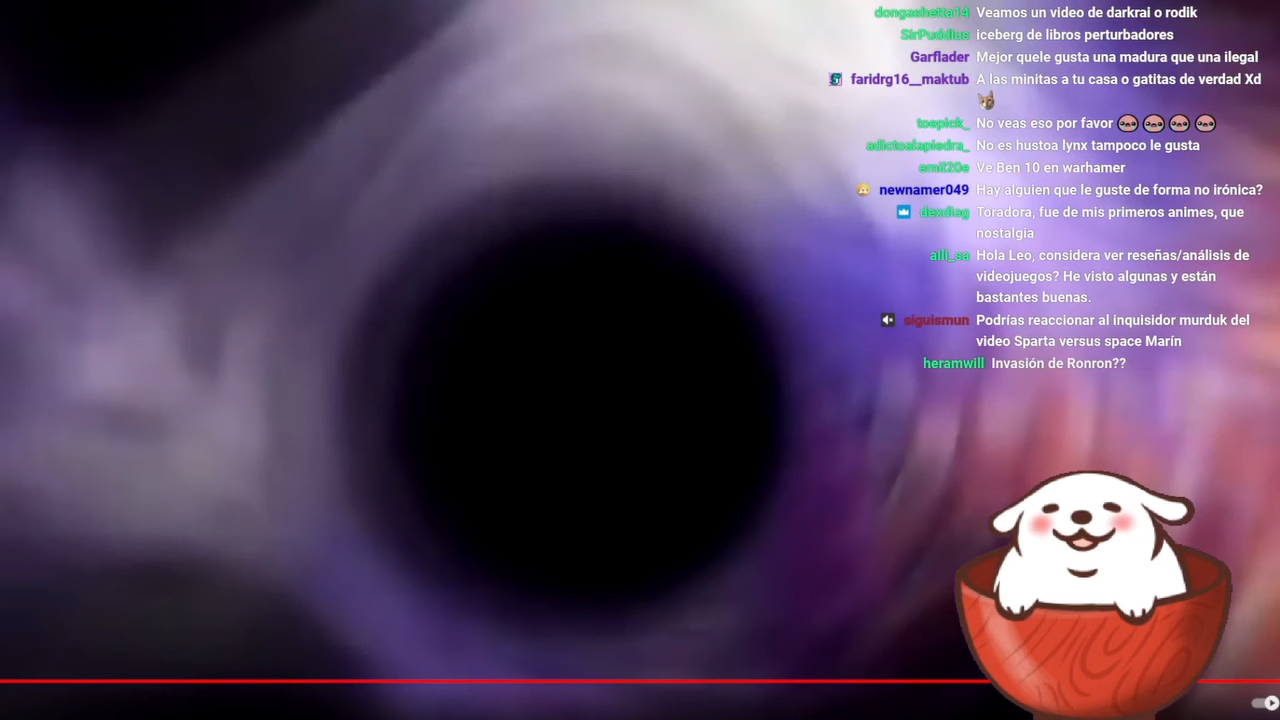 dongashetta14 Veamos un video de darkrai o rodik
SirPuddius iceberg de libros perturbadores
Garflader Mejor quele gusta una madura que una ilegal
faridrg16__maktub A las minitas a tu casa o gatitas de verdad Xd
toepick_ No veas eso por favor
adictoalapiedra_ No es hustoa lynx tampoco le gusta
emil20e Ve Ben 10 en warhamer
newnamer049 Hay alguien que le guste de forma no irónica?
dexdiag Toradora, fue de mis primeros animes, que
nostalgia
alll_sa Hola Leo, considera ver reseñas/análisis de
videojuegos? He visto algunas y están
bastantes buenas.
siguismun Podrías reaccionar al inquisidor murduk del
video Sparta versus space Marín
heramwill Invasión de Ronron??